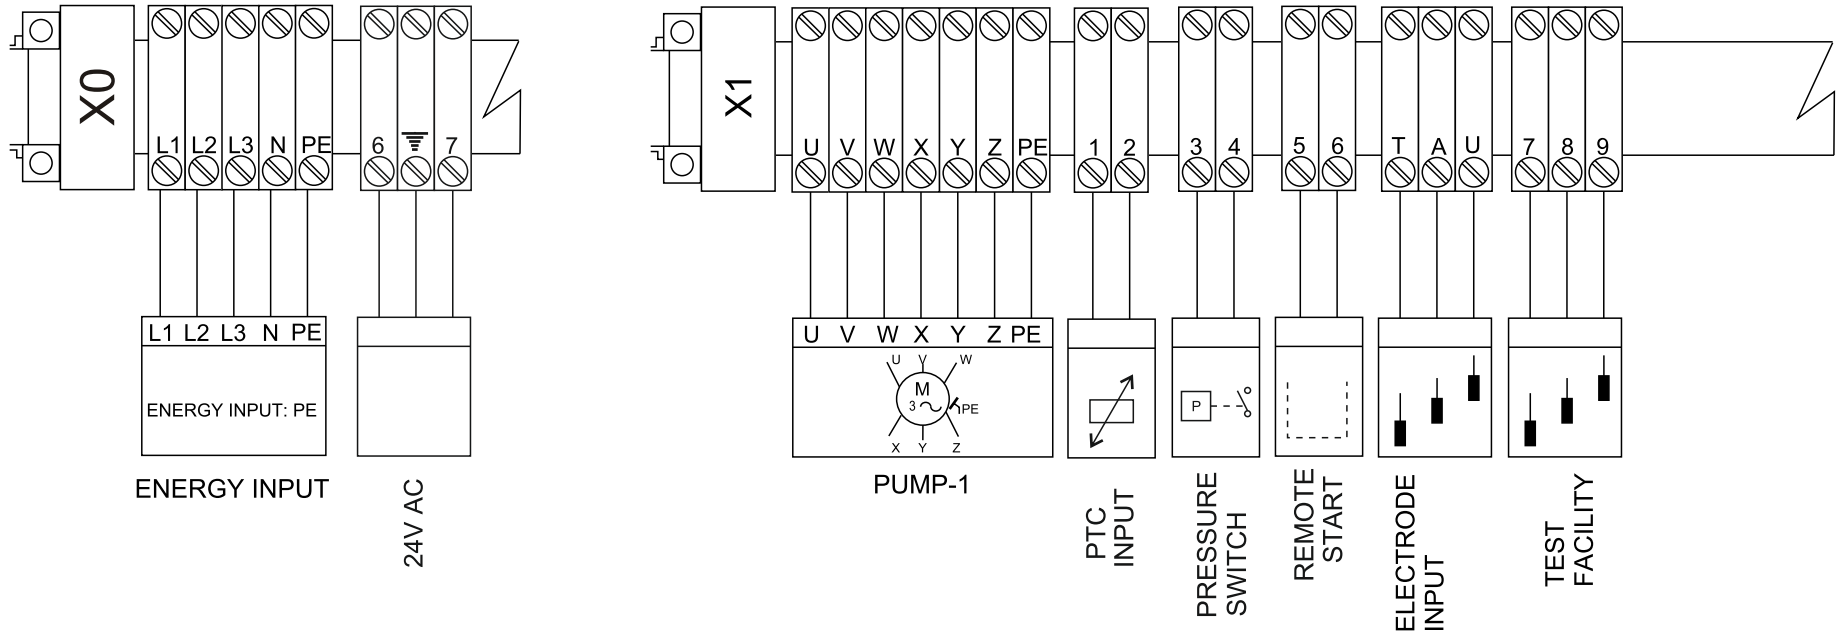 X0
L1 L2 L3 N PE
6 7
L1 L2 L3 N PE
ENERGY INPUT: PE
ENERGY INPUT
24V AC
X1
U V W X Y Z PE
1 2
3 4
5 6
T A U
7 8 9
U V W X Y Z PE
U V W
M
3
PE
X Y Z
PUMP-1
PTC
INPUT
P
PRESSURE
SWITCH
REMOTE
START
ELECTRODE
INPUT
TEST
FACILITY